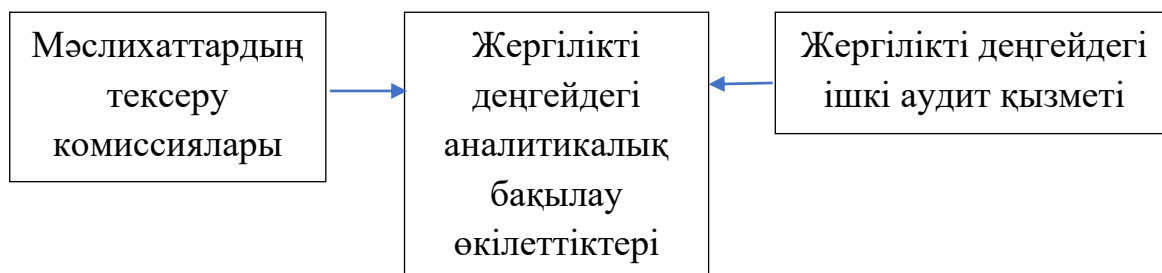 Мәслихаттардың
тексеру
комиссиялары
Жергілікті
деңгейдегі
аналитикалық
бақылау
өкілеттіктері
Жергілікті деңгейдегі
ішкі аудит қызметі